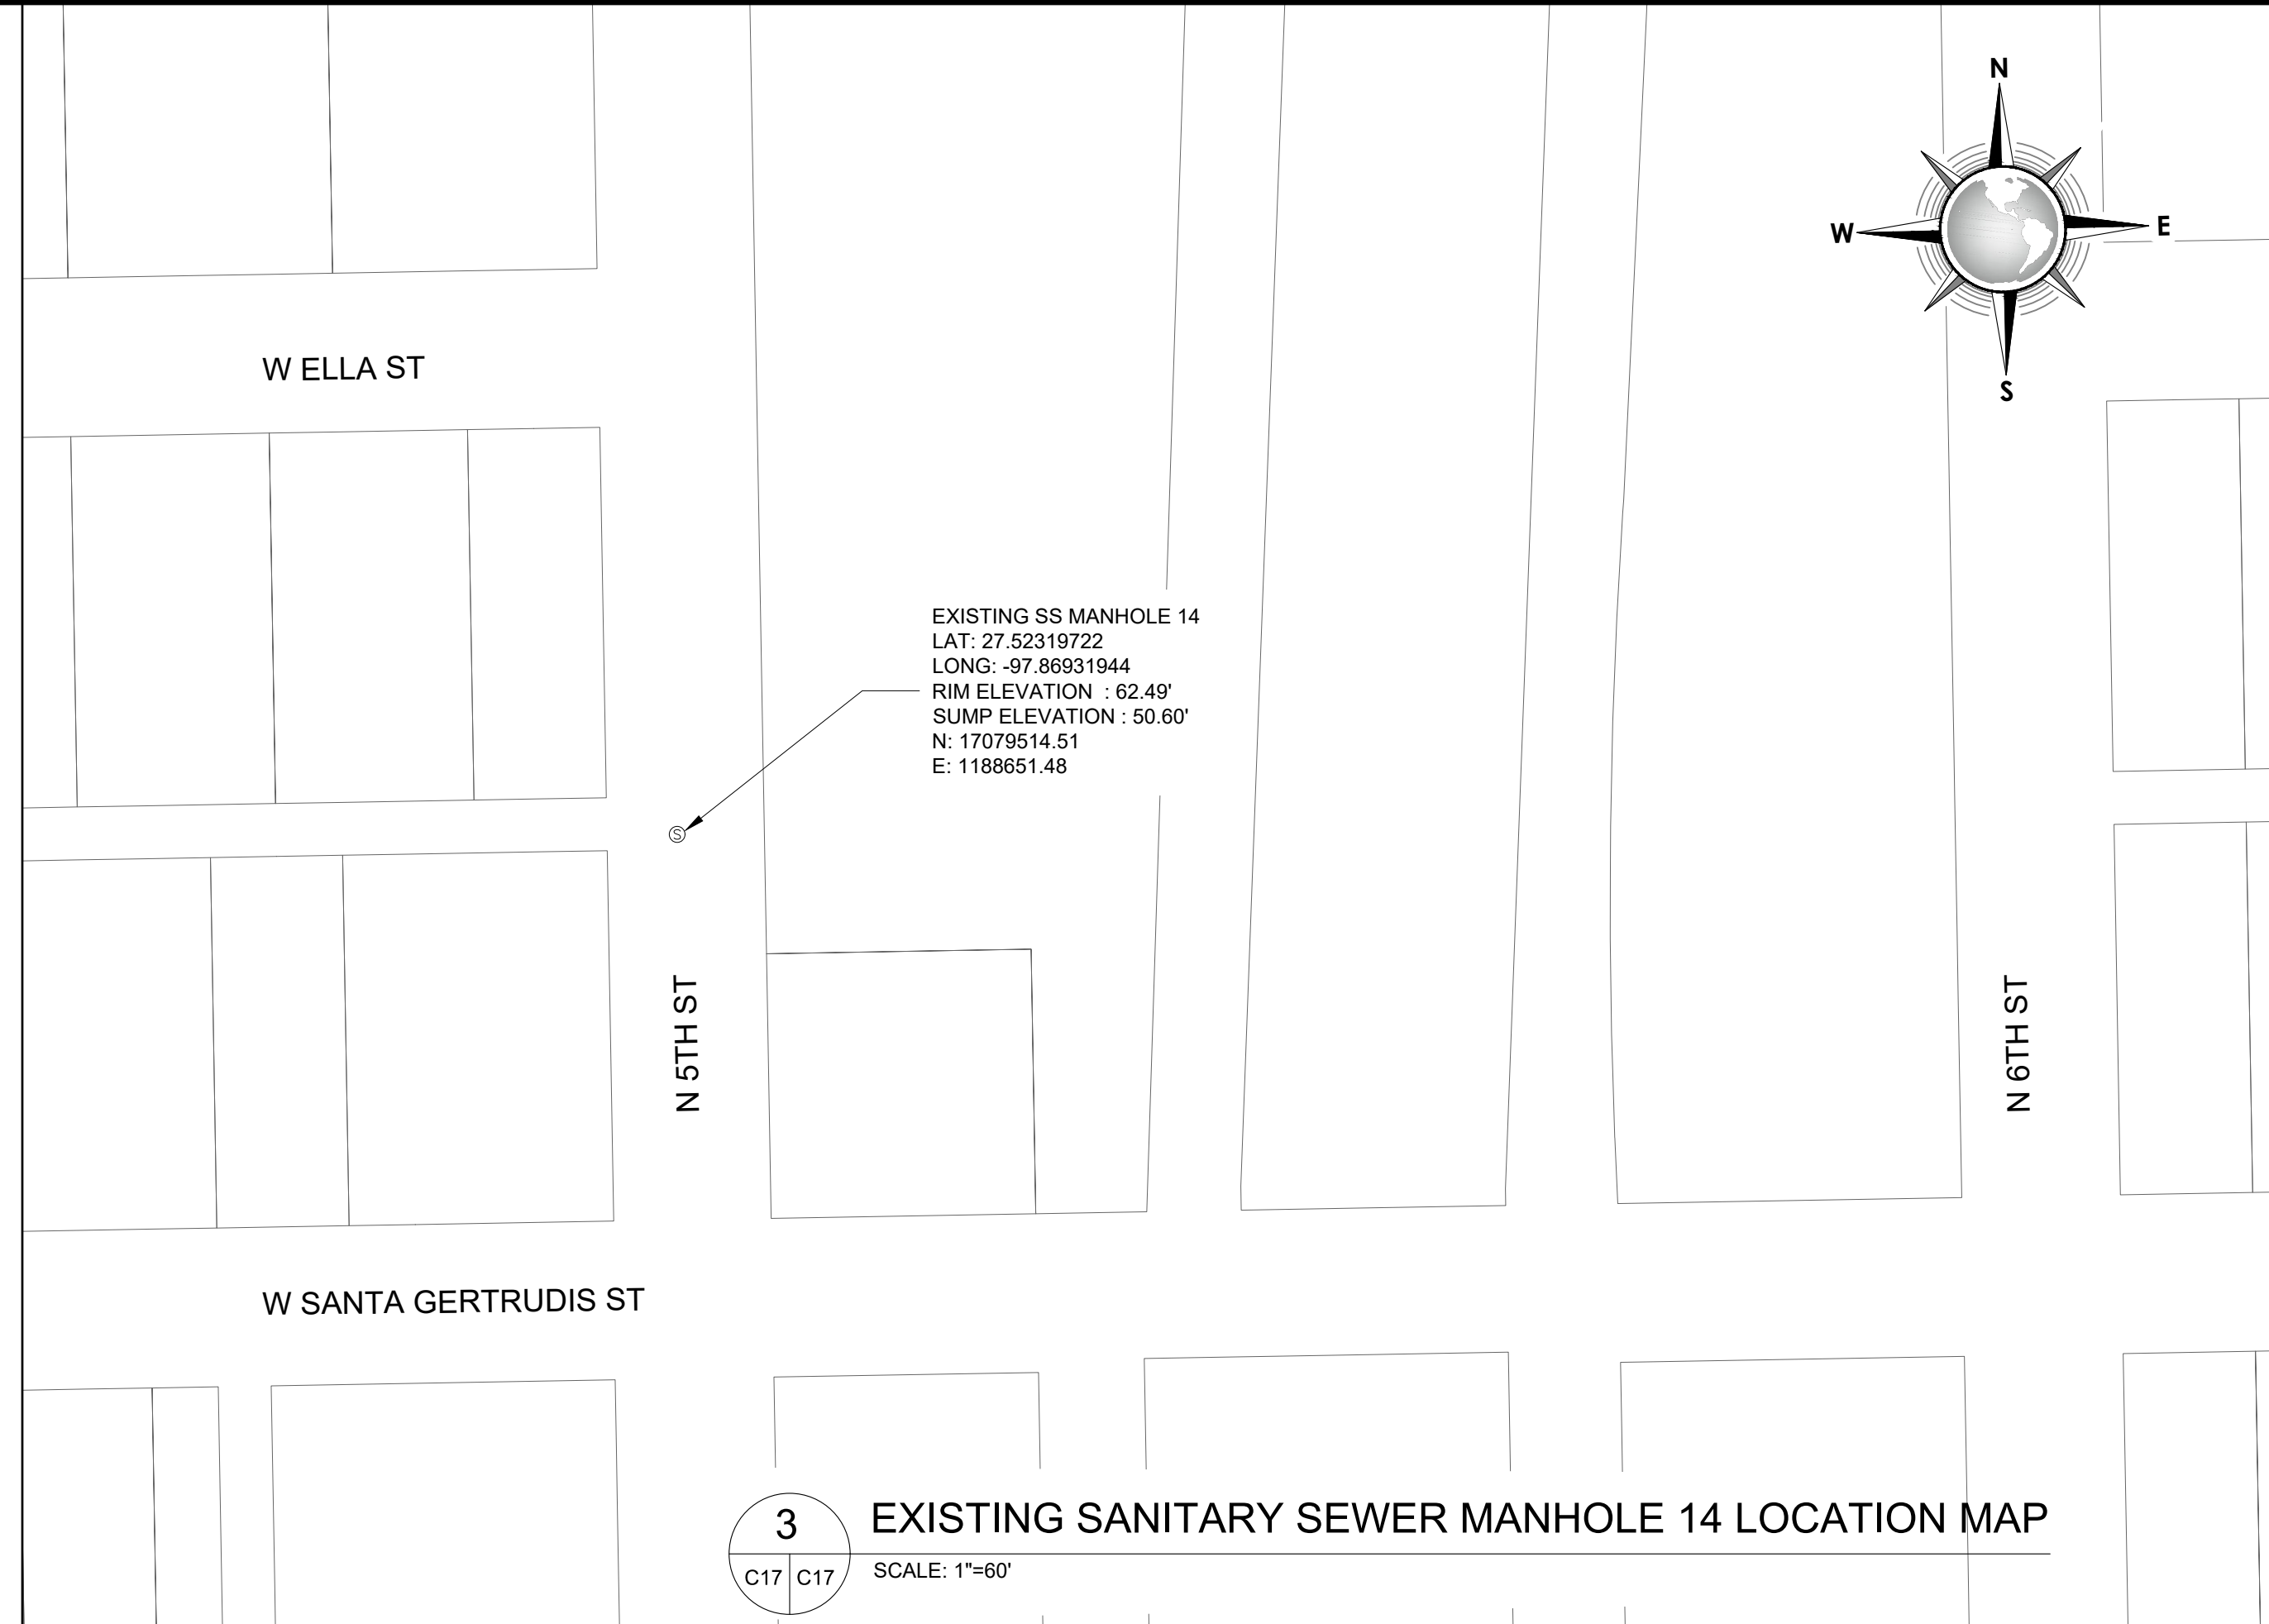 N
W
E
S
W ELLA ST
EXISTING SS MANHOLE 14
LAT: 27.52319722
LONG: -97.86931944
RIM ELEVATION : 62.49'
SUMP ELEVATION : 50.60'
N: 17079514.51
E: 1188651.48
S
N 5TH ST
N 6TH ST
W SANTA GERTRUDIS ST
3
C17 C17
EXISTING SANITARY SEWER MANHOLE 14 LOCATION MAP
SCALE: 1"=60'